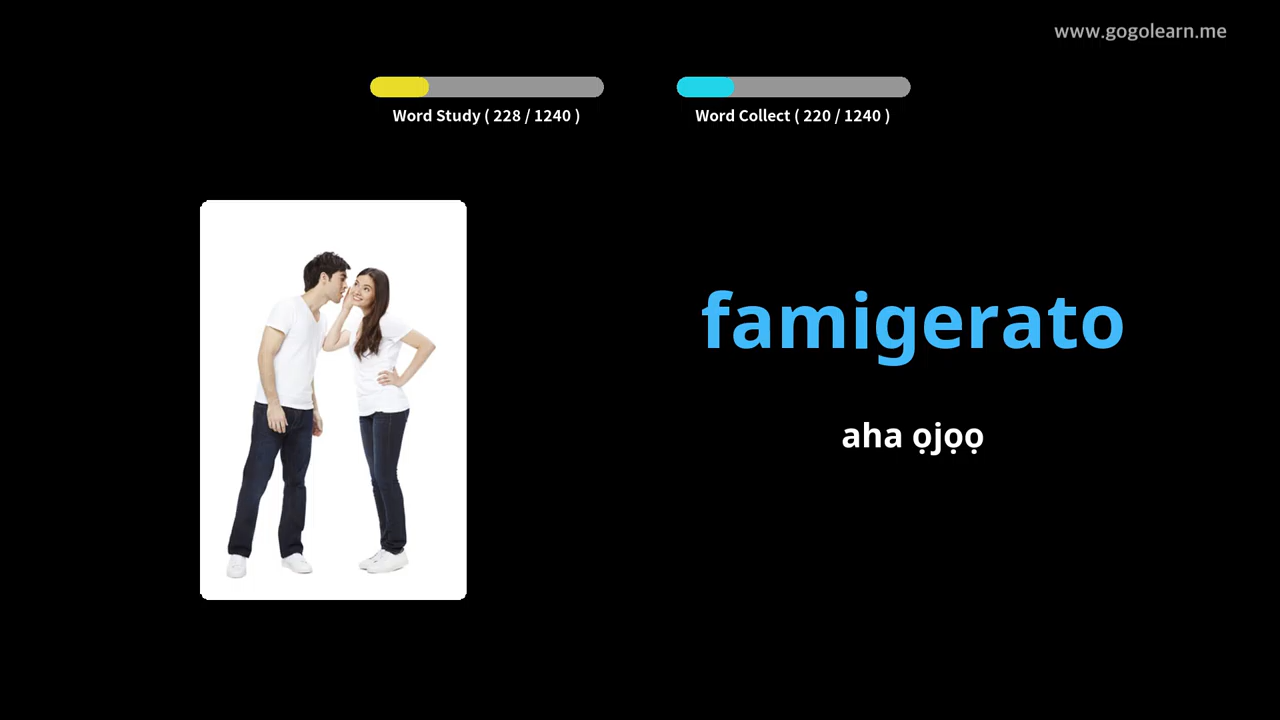 www.gogolearn.me
Word Study ( 228 / 1240 )
Word Collect ( 220 / 1240 )
famigerato
aha ọjọọ